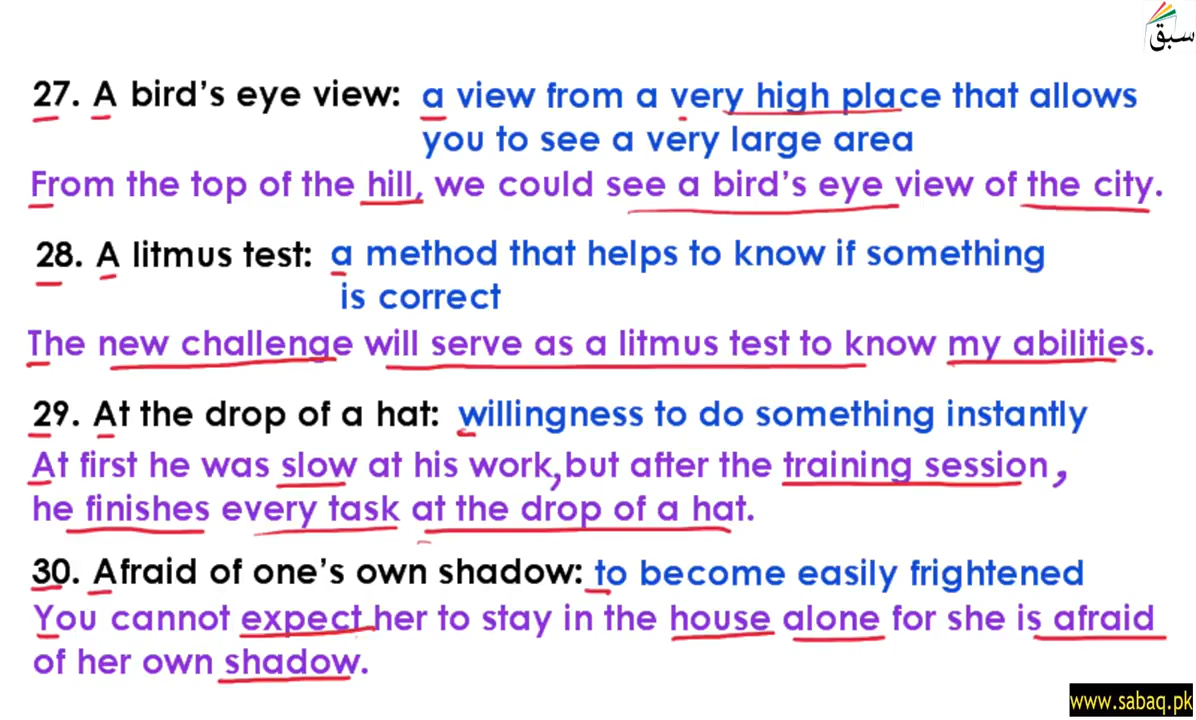 سبق
27. A bird's eye view: a view from a very high place that allows
you to see a very large area
From the top of the hill, we could see a bird's eye view of the city.
28. A litmus test: a method that helps to know if something
is correct
The new challenge will serve as a litmus test to know my abilities.
29. At the drop of a hat: willingness to do something instantly
At first he was slow at his work,but after the training session,
he finishes every task at the drop of a hat.
30. Afraid of one's own shadow: to become easily frightened
You cannot expect her to stay in the house alone for she is afraid
of her own shadow.
www.sabaq.pk